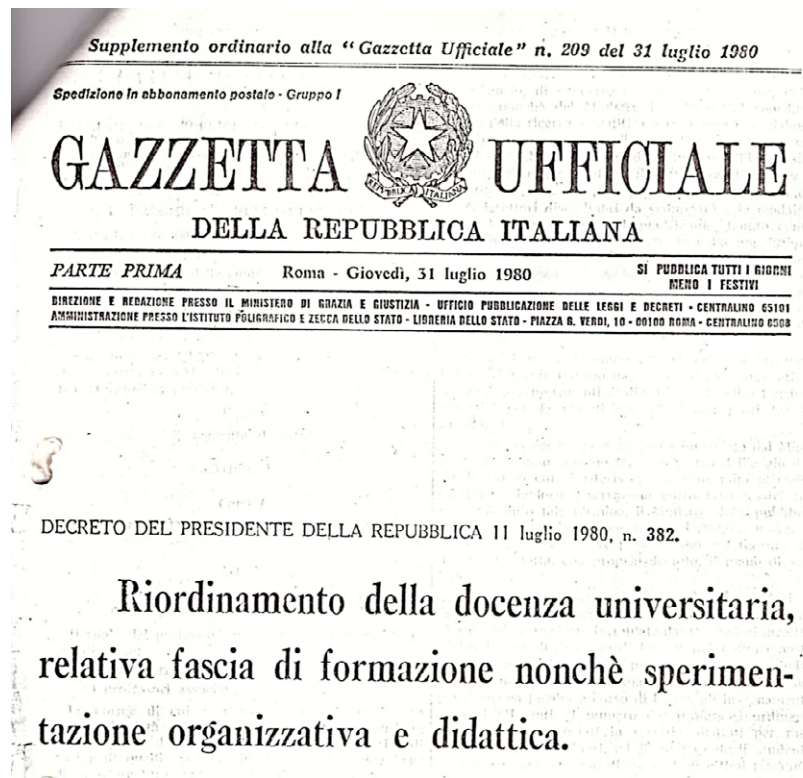 Supplemento ordinario alla “Gazzetta Ufficiale” n. 209 del 31 luglio 1980
Spedizione in abbonamento postale - Gruppo I
GAZZETTA UFFICIALE
REPVBBLICA ITALIANA
DELLA REPUBBLICA ITALIANA
PARTE PRIMA
Roma - Giovedì, 31 luglio 1980
SI PUBBLICA TUTTI I GIORNI
MENO I FESTIVI
DIREZIONE E REDAZIONE PRESSO IL MINISTERO DI GRAZIA E GIUSTIZIA - UFFICIO PUBBLICAZIONE DELLE LEGGI E DECRETI - CENTRALINO 65101
AMMINISTRAZIONE PRESSO L'ISTITUTO POLIGRAFICO E ZECCA DELLO STATO - LIBRERIA DELLO STATO - PIAZZA G. VERDI, 10 - 00100 ROMA - CENTRALINO 8508
DECRETO DEL PRESIDENTE DELLA REPUBBLICA 11 luglio 1980, n. 382.
Riordinamento della docenza universitaria,
relativa fascia di formazione nonchè sperimen-
tazione organizzativa e didattica.